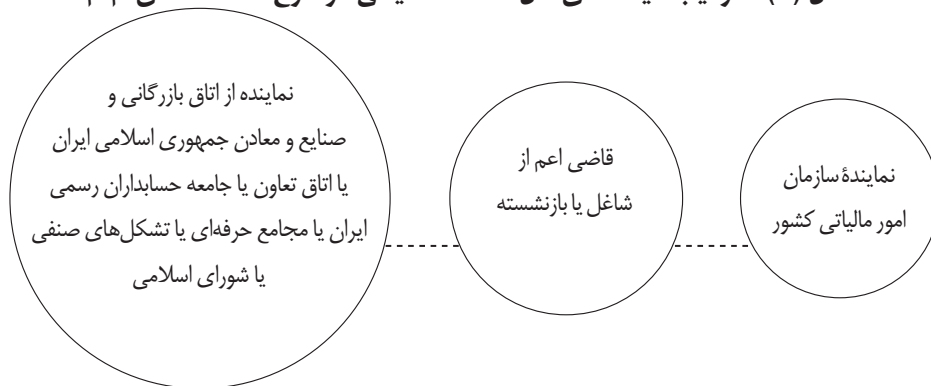 نمایندۀ سازمان
امور مالیاتی کشور
قاضی اعم از
شاغل یا بازنشسته
نماینده از اتاق بازرگانی و
صنایع و معادن جمهوری اسلامی ایران
یا اتاق تعاون یا جامعه حسابداران رسمی
ایران یا مجامع حرفه‌ای یا تشکل‌های صنفی
یا شورای اسلامی